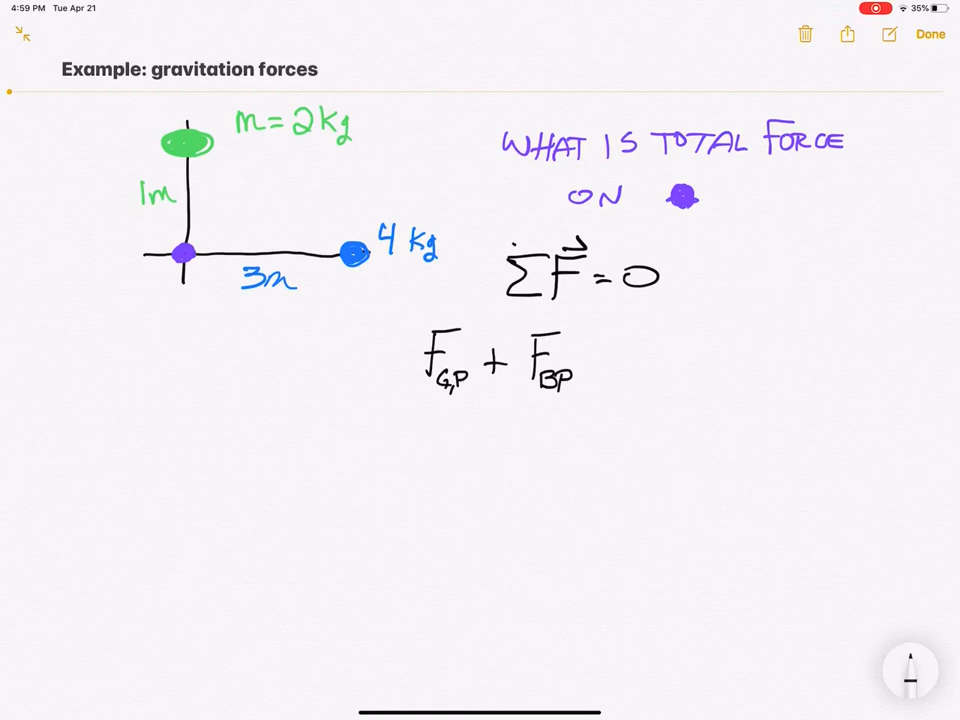 4:59 PM Tue Apr 21
35%
Done
Example: gravitation forces
m = 2 kg
WHAT IS TOTAL FORCE
ON
1m
4 kg
3m
ΣF⃗ = 0
F_GP + F_BP